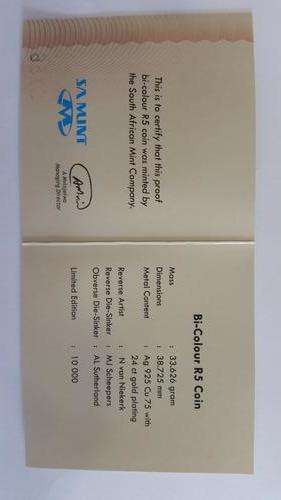 This is to certify that this proof
bi-colour R5 coin was minted by
the South African Mint Company.
SA MINT
Managing Director
Bi-Colour R5 Coin
Mass : 33.626 gram
Dimensions : 38.725 mm
Metal Content : Ag 925 Cu 75 with
24 ct gold plating
Reverse Artist : N van Niekerk
Reverse Die-Sinker : MJ Scheepers
Obverse Die-Sinker : AL Sutherland
Limited Edition : 10 000